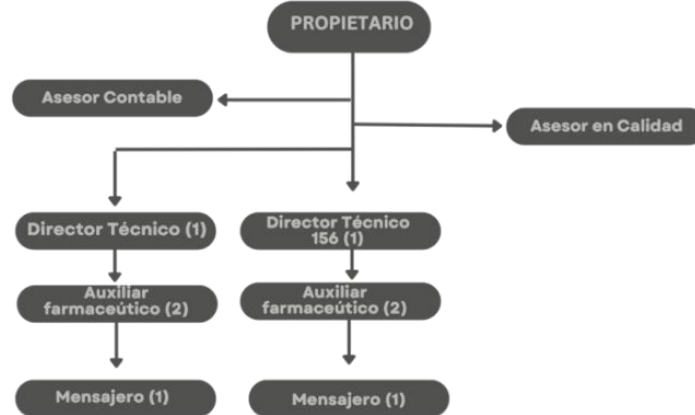 PROPIETARIO
Asesor Contable
Asesor en Calidad
Director Técnico (1)
Director Técnico
156 (1)
Auxiliar
farmaceútico (2)
Auxiliar
farmaceútico (2)
Mensajero (1)
Mensajero (1)